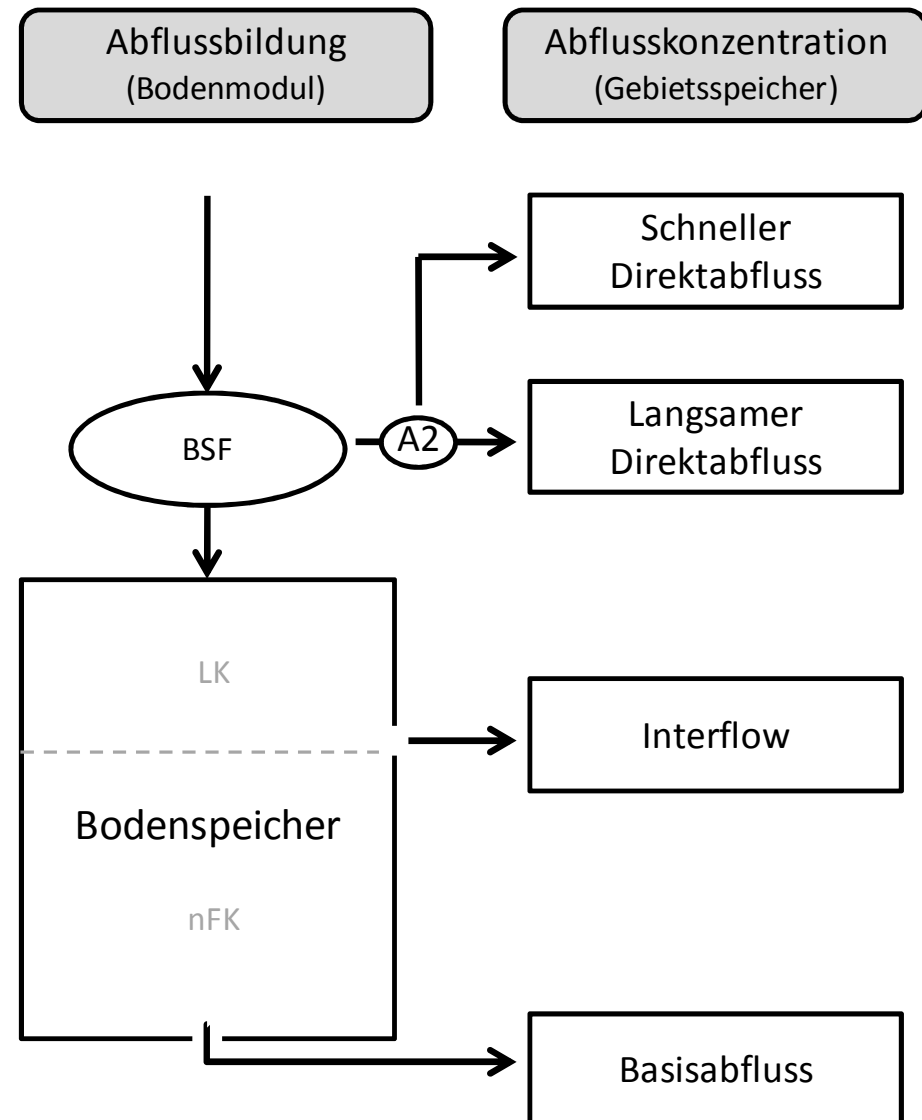 Abflussbildung
(Bodenmodul)
Abflusskonzentration
(Gebietsspeicher)
Schneller
Direktabfluss
BSF
A2
Langsamer
Direktabfluss
LK
Interflow
Bodenspeicher
nFK
Basisabfluss